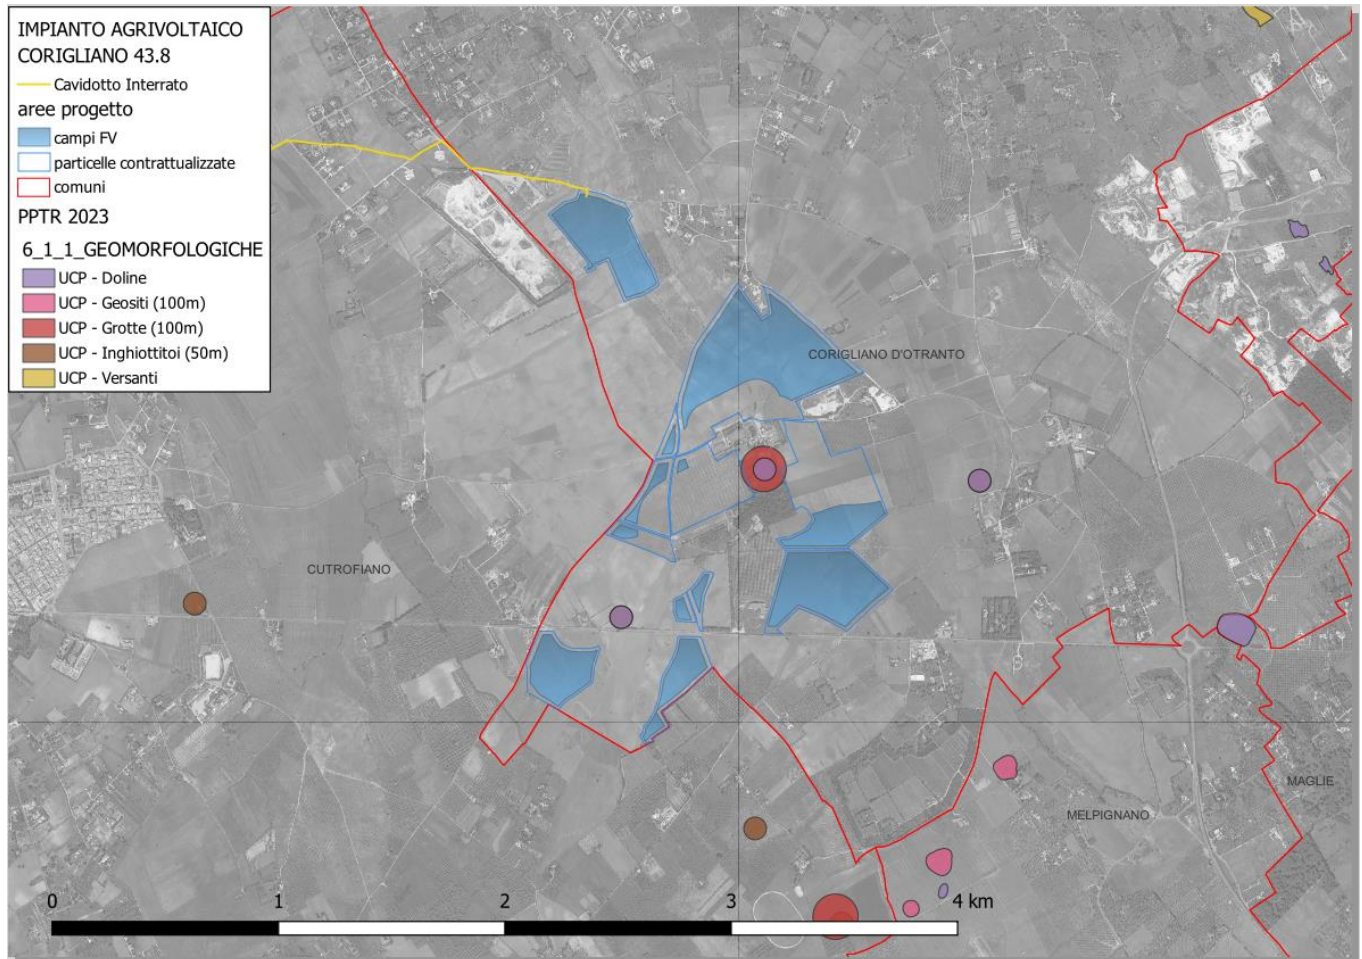 IMPIANTO AGRIVOLTAICO
CORIGLIANO 43.8
Cavidotto Interrato
aree progetto
campi FV
particelle contrattualizzate
comuni
PPTR 2023
6_1_1_GEOMORFOLOGICHE
UCP - Doline
UCP - Geositi (100m)
UCP - Grotte (100m)
UCP - Inghiottitoi (50m)
UCP - Versanti
CORIGLIANO D'OTRANTO
CUTROFIANO
MAGLIE
MELPIGNANO
0 1 2 3 4 km